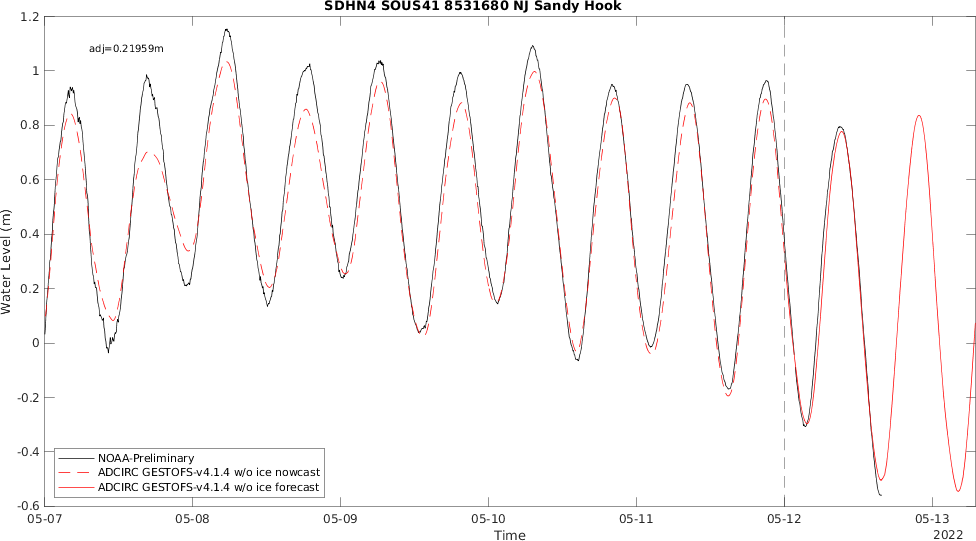 SDHN4 SOUS41 8531680 NJ Sandy Hook
1.2
adj=0.21959m
1
0.8
0.6
0.4
0.2
0
-0.2
-0.4
-0.6
Water Level (m)
NOAA-Preliminary
ADCIRC GESTOFS-v4.1.4 w/o ice nowcast
ADCIRC GESTOFS-v4.1.4 w/o ice forecast
05-07 05-08 05-09 05-10 05-11 05-12 05-13
Time
2022